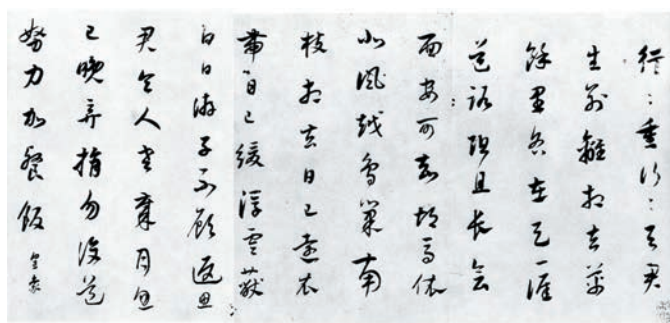 行々重行々与君
生別離相去萬
餘里各在天一涯
道路阻且長會
面安可知胡馬依
北風越鳥巢南
枝相去日已遠衣
帶日已緩浮雲蔽
白日游子不顧返思
君令人老歲月忽
已晚棄捐勿復道
努力加餐飯